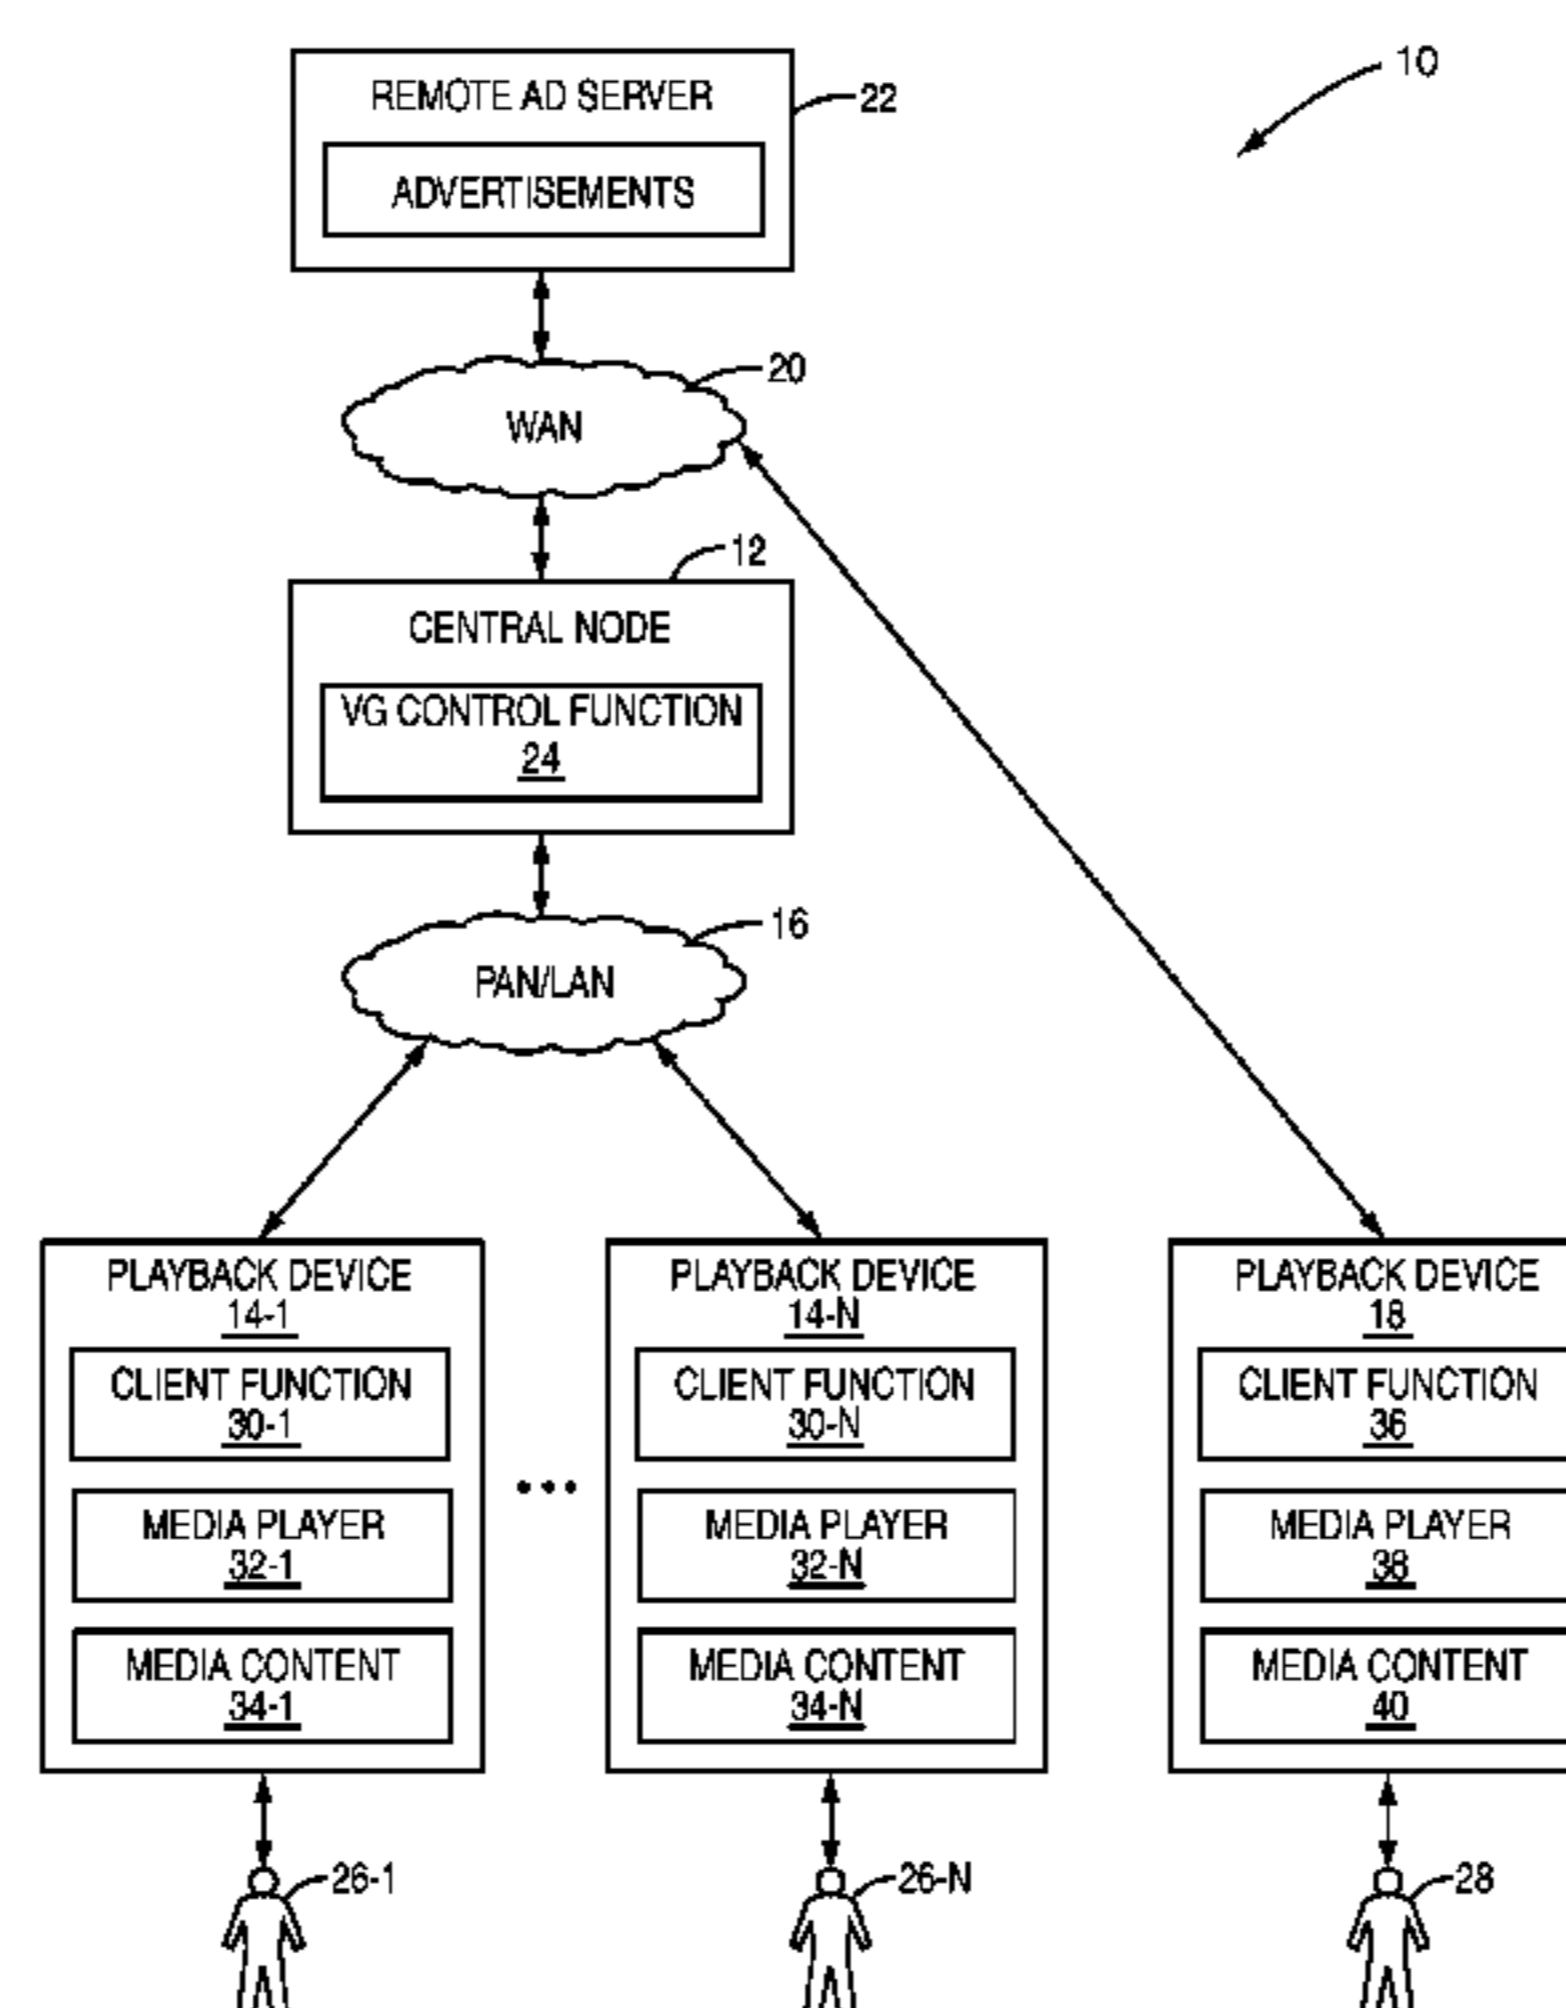 10
REMOTE AD SERVER
22
ADVERTISEMENTS
20
WAN
12
CENTRAL NODE
VG CONTROL FUNCTION
24
16
PAN/LAN
PLAYBACK DEVICE
14-1
CLIENT FUNCTION
30-1
MEDIA PLAYER
32-1
MEDIA CONTENT
34-1
26-1
...
PLAYBACK DEVICE
14-N
CLIENT FUNCTION
30-N
MEDIA PLAYER
32-N
MEDIA CONTENT
34-N
26-N
PLAYBACK DEVICE
18
CLIENT FUNCTION
36
MEDIA PLAYER
38
MEDIA CONTENT
40
28